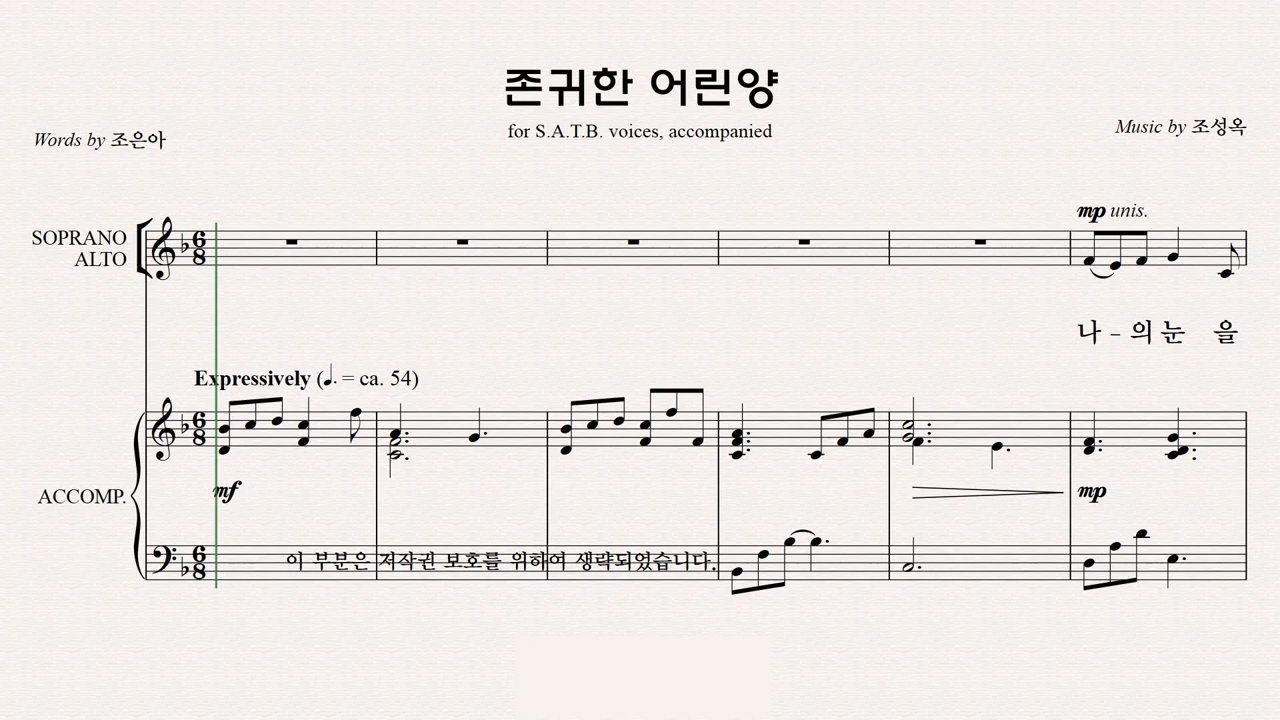 존귀한 어린양
for S.A.T.B. voices, accompanied
Words by 조은아
Music by 조성옥
mp unis.
SOPRANO
ALTO
나 - 의 눈 을
Expressively (♩. = ca. 54)
mf
mp
ACCOMP.
이 부분은 저작권 보호를 위하여 생략되었습니다.